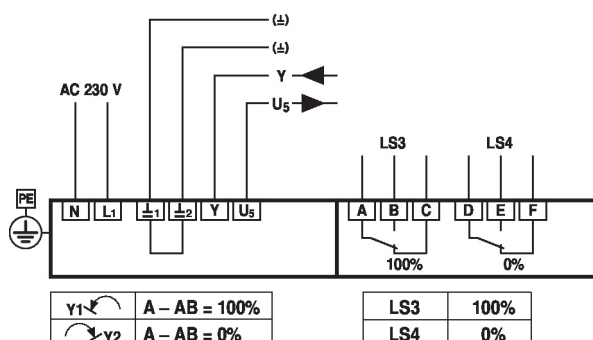 (⊥)
(⊥)
Y
AC 230 V
U5
LS3 LS4
PE
N L1 ⊥1 ⊥2 Y U5 A B C D E F
100% 0%
Y1 A – AB = 100%
Y2 A – AB = 0%
LS3 100%
LS4 0%